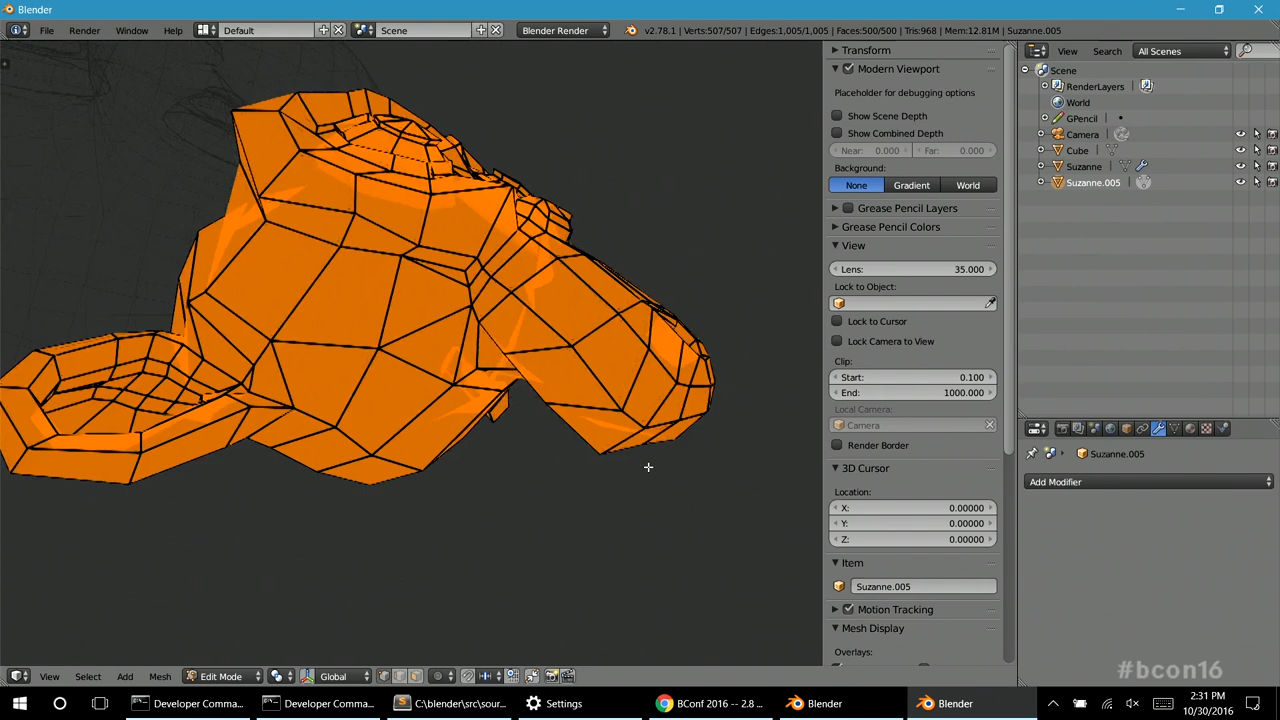 Blender
File Render Window Help Default Scene Blender Render v2.78.1 | Verts:507/507 | Edges:1,005/1,005 | Faces:500/500 | Tris:968 | Mem:12.81M | Suzanne.005
Transform
Modern Viewport
Placeholder for debugging options
Show Scene Depth
Show Combined Depth
Near: 0.000 Far: 0.000
Background:
None Gradient World
Grease Pencil Layers
Grease Pencil Colors
View
Lens: 35.000
Lock to Object:
Lock to Cursor
Lock Camera to View
Clip:
Start: 0.100
End: 1000.000
Local Camera:
Camera
Render Border
3D Cursor
Location:
X: 0.00000
Y: 0.00000
Z: 0.00000
Item
Suzanne.005
Motion Tracking
Mesh Display
Overlays:
View Search All Scenes
Scene
RenderLayers
World
GPencil
Camera
Cube
Suzanne
Suzanne.005
Suzanne.005
Add Modifier
#bcon16
View Select Add Mesh Edit Mode Global
Developer Comma... Developer Comma... C:\blender\src\sour... Settings BConf 2016 -- 2.8 ... Blender Blender
2:31 PM
10/30/2016